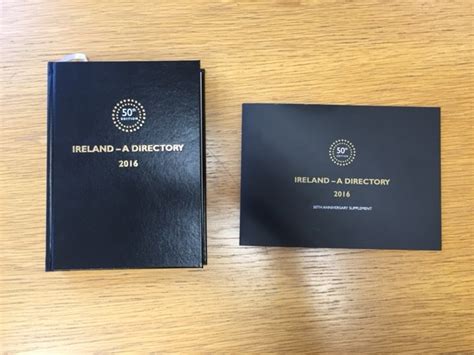 50th
EDITION
IRELAND – A DIRECTORY
2016
50th
EDITION
IRELAND – A DIRECTORY
2016
50TH ANNIVERSARY SUPPLEMENT